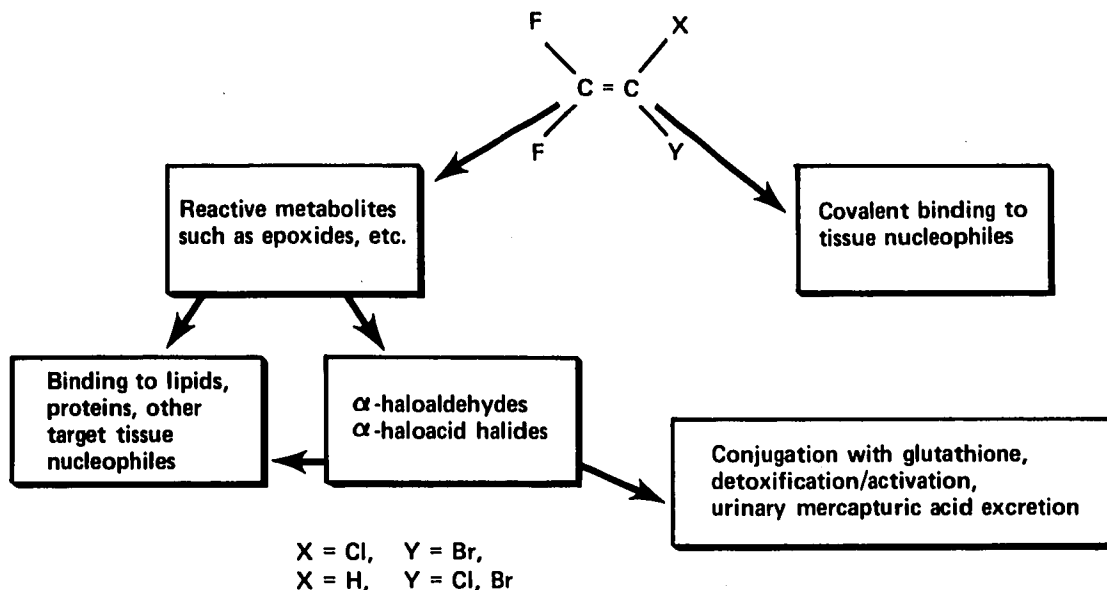 F X
C = C
F Y
Reactive metabolites
such as epoxides, etc.
Covalent binding to
tissue nucleophiles
Binding to lipids,
proteins, other
target tissue
nucleophiles
α-haloaldehydes
α-haloacid halides
Conjugation with glutathione,
detoxification/activation,
urinary mercapturic acid excretion
X = Cl, Y = Br,
X = H, Y = Cl, Br